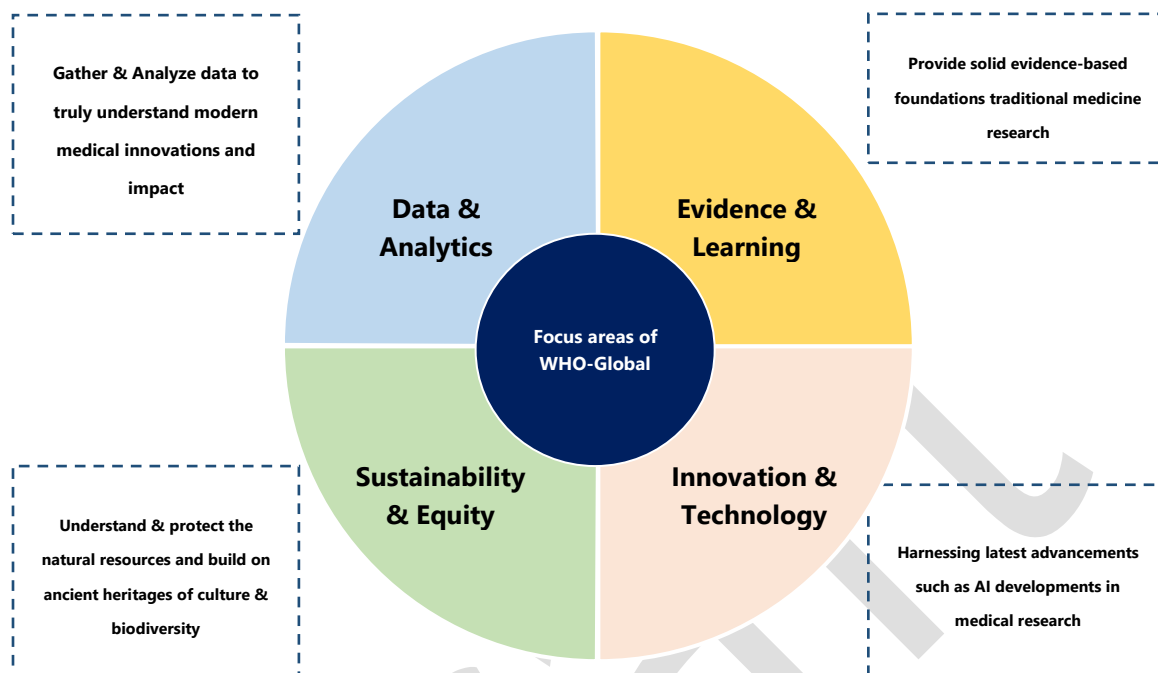 Gather & Analyze data to
truly understand modern
medical innovations and
impact
Provide solid evidence-based
foundations traditional medicine
research
Data &
Analytics
Evidence &
Learning
Focus areas of
WHO-Global
Sustainability
& Equity
Innovation &
Technology
Understand & protect the
natural resources and build on
ancient heritages of culture &
biodiversity
Harnessing latest advancements
such as AI developments in
medical research